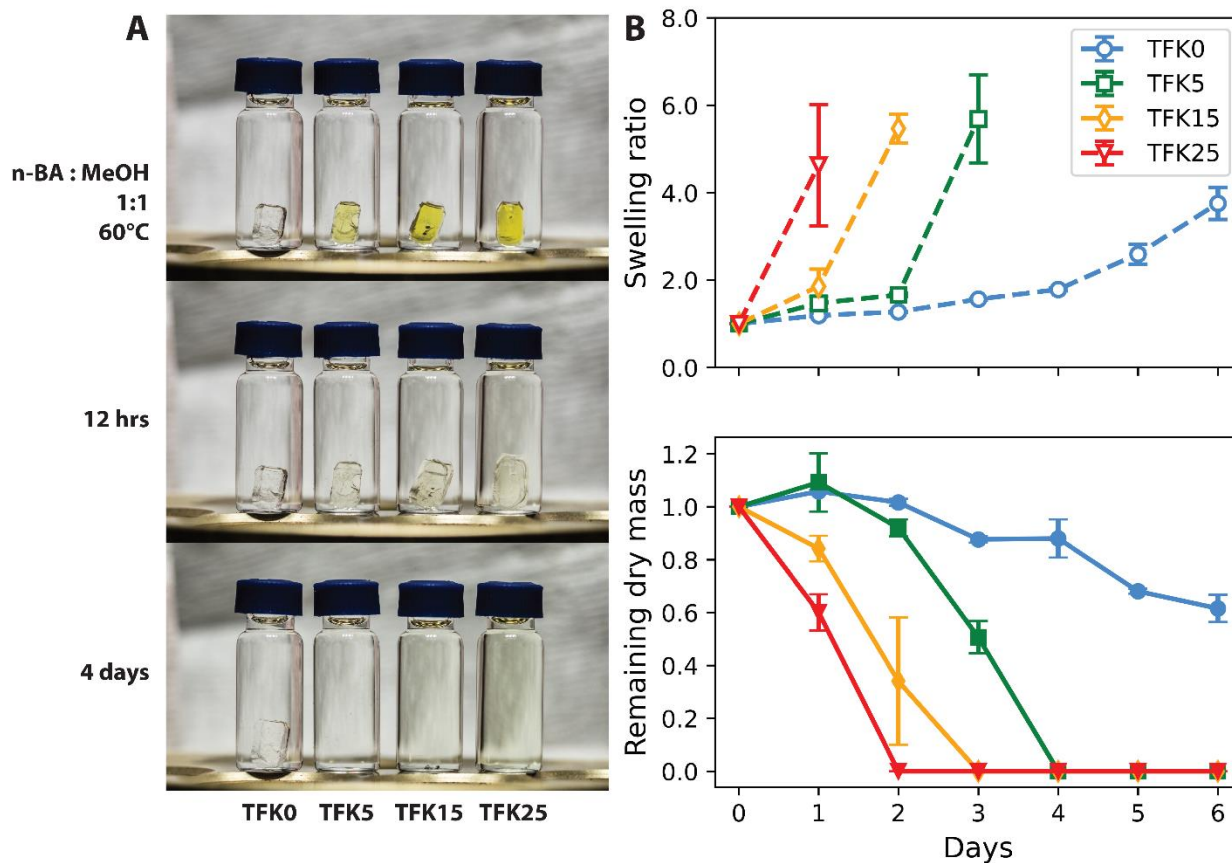 A
n-BA : MeOH
1:1
60°C
12 hrs
4 days
TFK0 TFK5 TFK15 TFK25
B
8.0
6.0
4.0
2.0
0.0
Swelling ratio
TFK0
TFK5
TFK15
TFK25
1.2
1.0
0.8
0.6
0.4
0.2
0.0
Remaining dry mass
0 1 2 3 4 5 6
Days